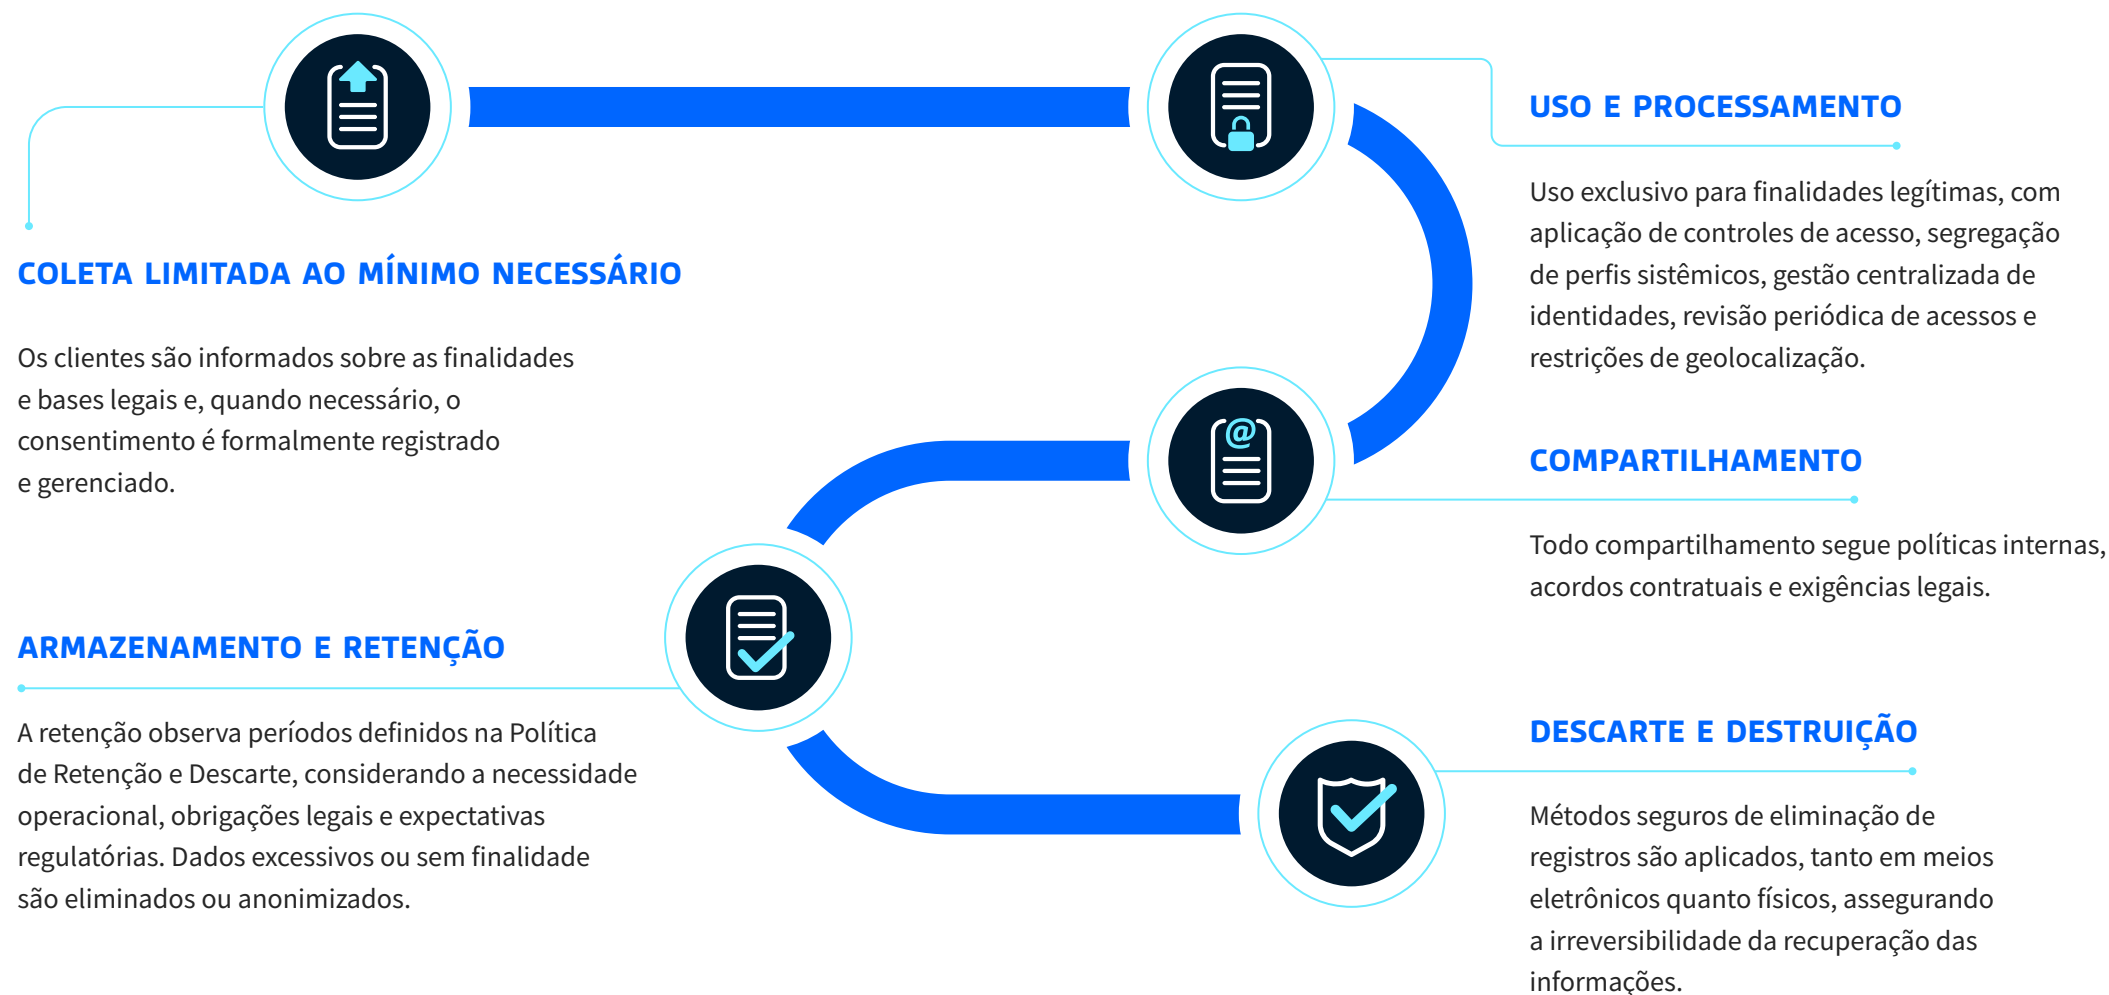 COLETA LIMITADA AO MÍNIMO NECESSÁRIO
Os clientes são informados sobre as finalidades
e bases legais e, quando necessário, o
consentimento é formalmente registrado
e gerenciado.
USO E PROCESSAMENTO
Uso exclusivo para finalidades legítimas, com
aplicação de controles de acesso, segregação
de perfis sistêmicos, gestão centralizada de
identidades, revisão periódica de acessos e
restrições de geolocalização.
@
COMPARTILHAMENTO
Todo compartilhamento segue políticas internas,
acordos contratuais e exigências legais.
ARMAZENAMENTO E RETENÇÃO
A retenção observa períodos definidos na Política
de Retenção e Descarte, considerando a necessidade
operacional, obrigações legais e expectativas
regulatórias. Dados excessivos ou sem finalidade
são eliminados ou anonimizados.
DESCARTE E DESTRUIÇÃO
Métodos seguros de eliminação de
registros são aplicados, tanto em meios
eletrônicos quanto físicos, assegurando
a irreversibilidade da recuperação das
informações.